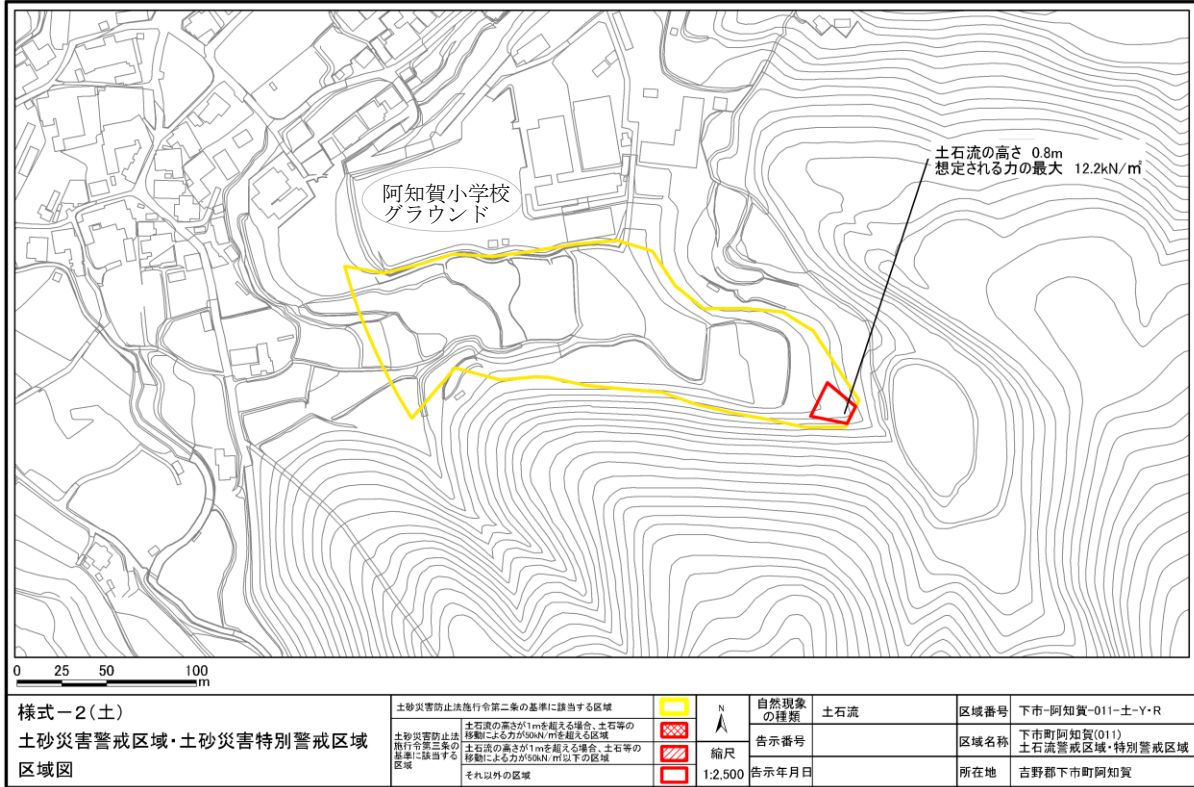 土石流の高さ 0.8m
想定される力の最大 12.2kN/㎡
阿知賀小学校
グラウンド
0 25 50 100
m
様式－2(土)
土砂災害警戒区域・土砂災害特別警戒区域
区域図
土砂災害防止法施行令第二条の基準に該当する区域
土砂災害防止法
施行令第三条の
基準に該当する
区域
土石流の高さが1mを超える場合、土石等の
移動による力が50kN/㎡を超える区域
土石流の高さが1mを超える場合、土石等の
移動による力が50kN/㎡以下の区域
それ以外の区域
N
縮尺
1:2,500
自然現象
の種類
土石流
告示番号
告示年月日
区域番号
下市-阿知賀-011-土-Y・R
区域名称
下市町阿知賀(011)
土石流警戒区域・特別警戒区域
所在地
吉野郡下市町阿知賀